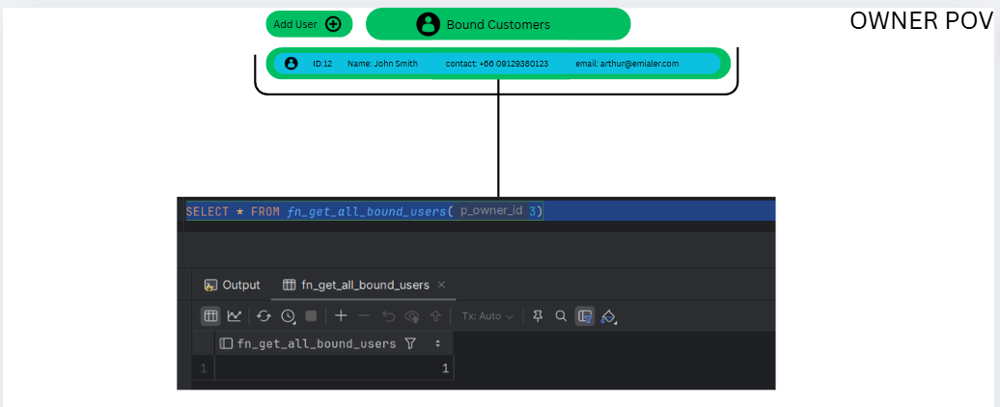 OWNER POV
Add User
Bound Customers
ID:12 Name: John Smith contact: +66 09129380123 email: arthur@emialer.com
SELECT * FROM fn_get_all_bound_users( p_owner_id 3)
Output fn_get_all_bound_users ×
Tx: Auto
fn_get_all_bound_users
1 1